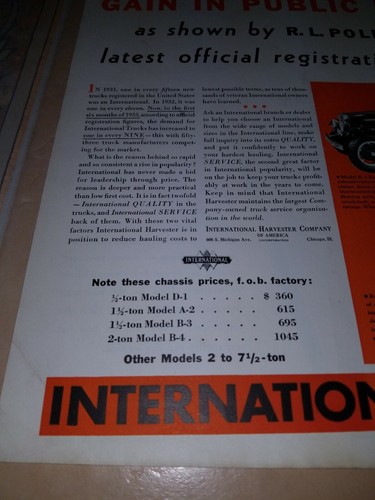 GAIN IN PUBLIC
as shown by R. L. POL
latest official registrati
IN 1931, one in every fifteen new
trucks registered in the United States
was an International. In 1932, it was
one in every eleven. Now, in the first
six months of 1933, according to official
registration figures, the demand for
International Trucks has increased to
one in every NINE—this with fifty-
three truck manufacturers compet-
ing for the market.
What is the reason behind so rapid
and so consistent a rise in popularity?
International has never made a bid
for leadership through price. The
reason is deeper and more practical
than low first cost. It is in fact twofold
—International QUALITY in the
trucks, and International SERVICE
back of them. With these two vital
factors International Harvester is in
position to reduce hauling costs to
lowest possible terms, as tens of thou-
sands of veteran International owners
have learned.
Ask an International branch or dealer
to help you choose an International
from the wide range of models and
sizes in the International line, make
full inquiry into its extra QUALITY,
and put it confidently to work on
your hardest hauling. International
SERVICE, the second great factor
in International popularity, will be
on the job to keep your trucks profit-
ably at work in the years to come.
Keep in mind that International
Harvester maintains the largest Com-
pany-owned truck service organiza-
tion in the world.
INTERNATIONAL HARVESTER COMPANY
OF AMERICA
606 S. Michigan Ave. (INCORPORATED) Chicago, Ill.
INTERNATIONAL
Note these chassis prices, f. o. b. factory:
½-ton Model D-1 . . . . . . $ 360
1½-ton Model A-2 . . . . . . 615
1½-ton Model B-3 . . . . . . 695
2-ton Model B-4 . . . . . . 1045
Other Models 2 to 7½-ton
INTERNATION